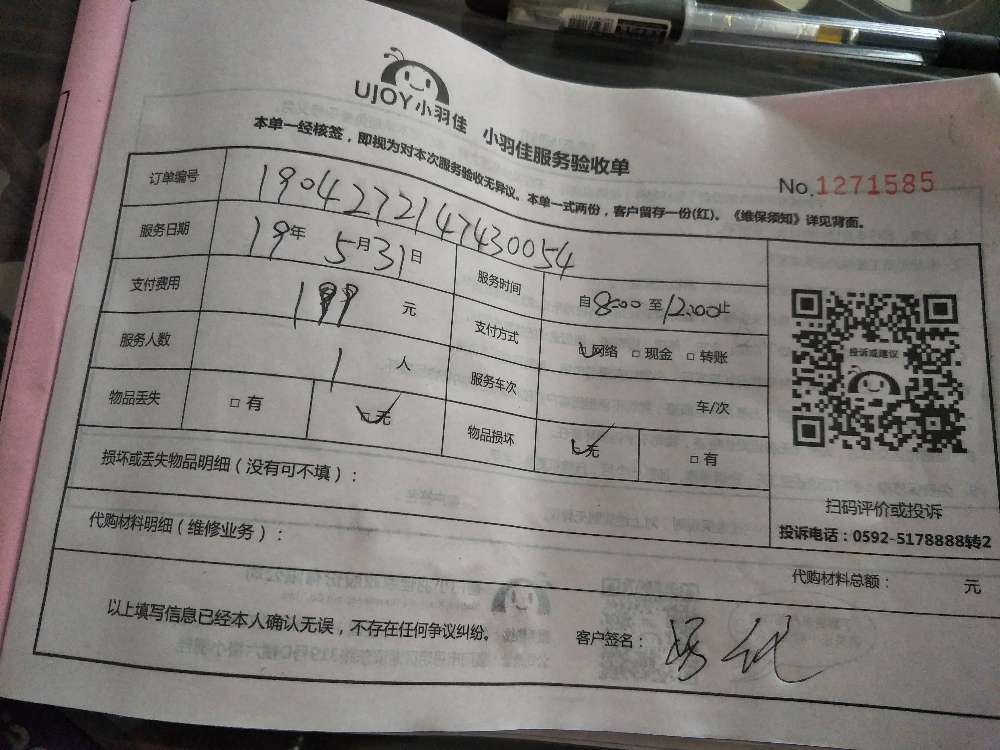 UJOY小羽佳 小羽佳服务验收单
本单一经核签，即视为对本次服务验收无异议。本单一式两份，客户留存一份(红)。《维保须知》详见背面。
No.1271585
订单编号 1904272147430054
服务日期 19年5月31日 服务时间 自8:00至12:00止
支付费用 199元 支付方式 网络 现金 转账
服务人数 1人 服务车次 车/次
物品丢失 有 无 物品损坏 无 有
投诉或建议
扫码评价或投诉
投诉电话：0592-5178888转2
损坏或丢失物品明细（没有可不填）：
代购材料明细（维修业务）：
代购材料总额： 元
以上填写信息已经本人确认无误，不存在任何争议纠纷。 客户签名：